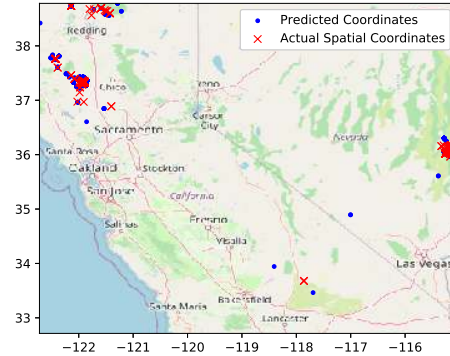 Predicted Coordinates
Actual Spatial Coordinates
38
37
36
35
34
33
Redding
Chico
Reno
Carson
City
Sacramento
Nevada
Santa Rosa
Oakland
Stockton
San Jose
California
Salinas
Fresno
Visalia
Las Vegas
Santa Maria
Bakersfield
Lancaster
−122
−121
−120
−119
−118
−117
−116